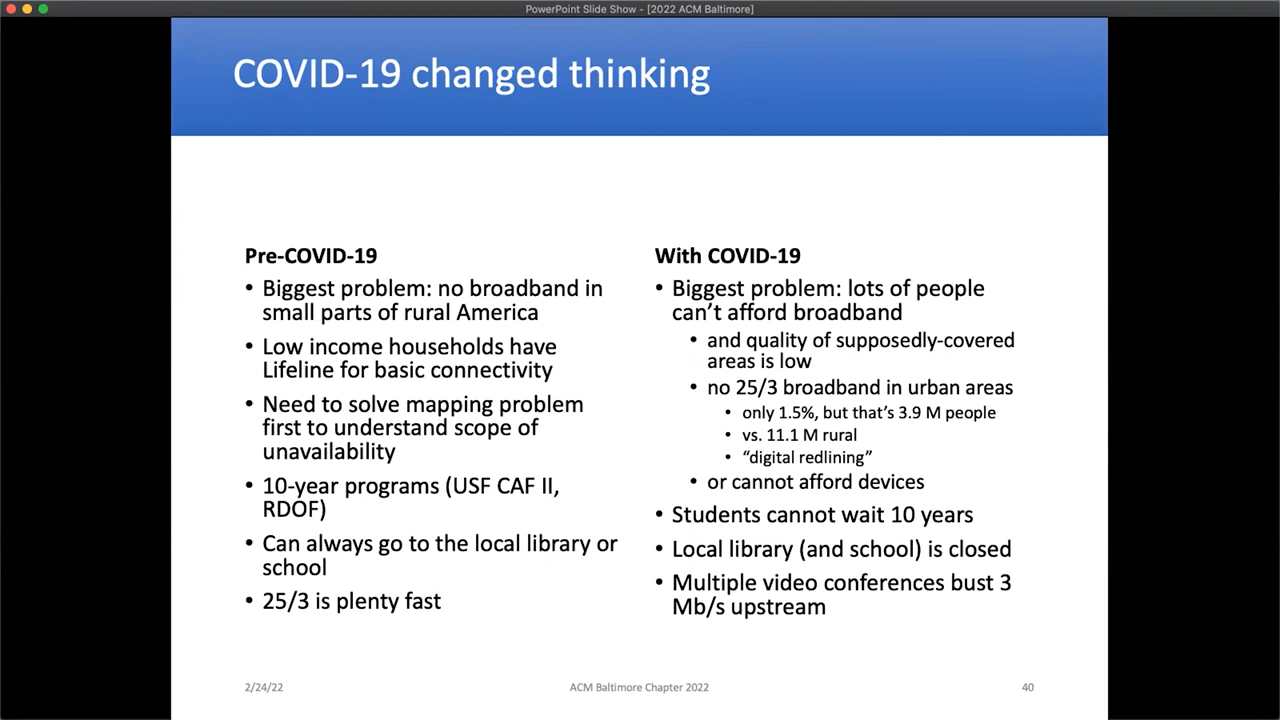 PowerPoint Slide Show - [2022 ACM Baltimore]
COVID-19 changed thinking
Pre-COVID-19
• Biggest problem: no broadband in
small parts of rural America
• Low income households have
Lifeline for basic connectivity
• Need to solve mapping problem
first to understand scope of
unavailability
• 10-year programs (USF CAF II,
RDOF)
• Can always go to the local library or
school
• 25/3 is plenty fast
With COVID-19
• Biggest problem: lots of people
can’t afford broadband
• and quality of supposedly-covered
areas is low
• no 25/3 broadband in urban areas
• only 1.5%, but that’s 3.9 M people
• vs. 11.1 M rural
• “digital redlining”
• or cannot afford devices
• Students cannot wait 10 years
• Local library (and school) is closed
• Multiple video conferences bust 3
Mb/s upstream
2/24/22
ACM Baltimore Chapter 2022
40